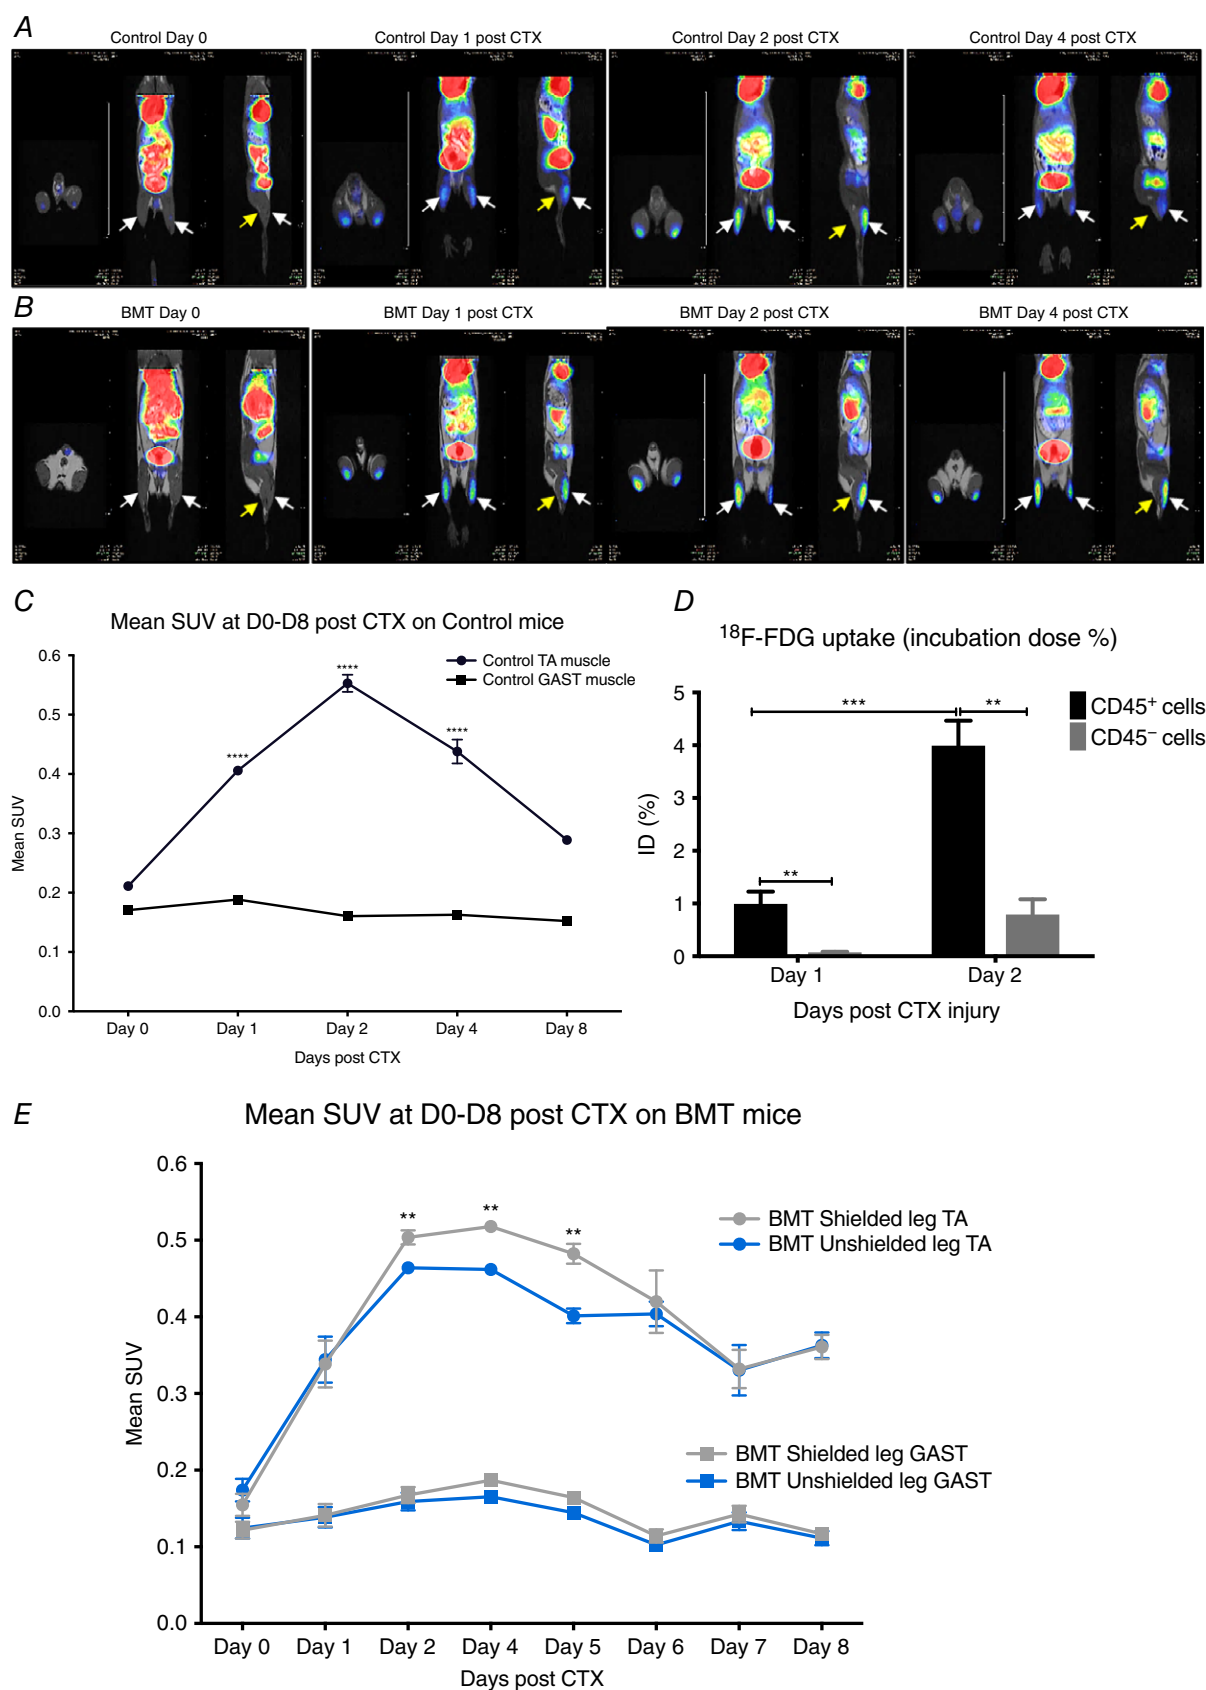 A
Control Day 0
Control Day 1 post CTX
Control Day 2 post CTX
Control Day 4 post CTX
B
BMT Day 0
BMT Day 1 post CTX
BMT Day 2 post CTX
BMT Day 4 post CTX
C
Mean SUV at D0-D8 post CTX on Control mice
Control TA muscle
Control GAST muscle
0.6
0.5
0.4
0.3
0.2
0.1
0.0
Mean SUV
****
****
****
Day 0
Day 1
Day 2
Day 4
Day 8
Days post CTX
D
¹⁸F-FDG uptake (incubation dose %)
CD45⁺ cells
CD45⁻ cells
5
4
3
2
1
0
ID (%)
***
**
**
Day 1
Day 2
Days post CTX injury
E
Mean SUV at D0-D8 post CTX on BMT mice
0.6
0.5
0.4
0.3
0.2
0.1
0.0
Mean SUV
**
**
**
BMT Shielded leg TA
BMT Unshielded leg TA
BMT Shielded leg GAST
BMT Unshielded leg GAST
Day 0
Day 1
Day 2
Day 4
Day 5
Day 6
Day 7
Day 8
Days post CTX